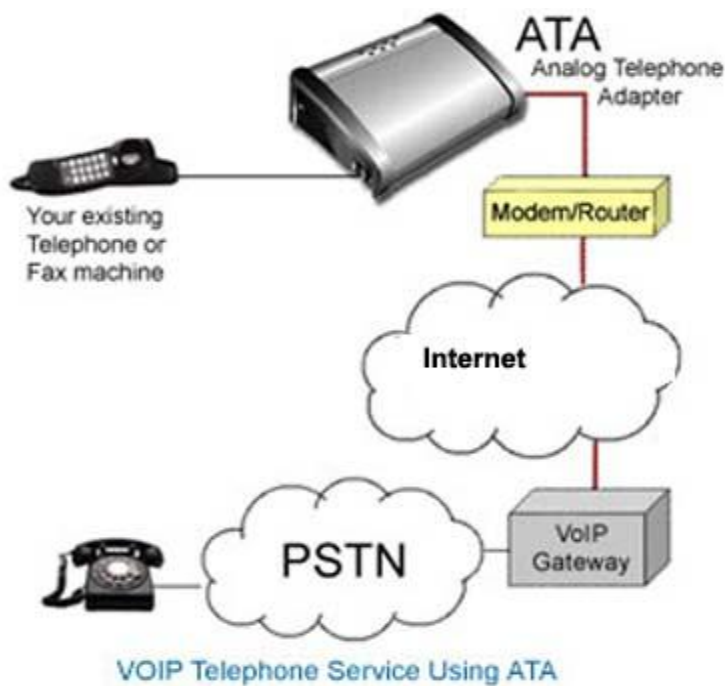 ATA
Analog Telephone
Adapter
Your existing
Telephone or
Fax machine
Modem/Router
Internet
VoIP
Gateway
PSTN
VOIP Telephone Service Using ATA